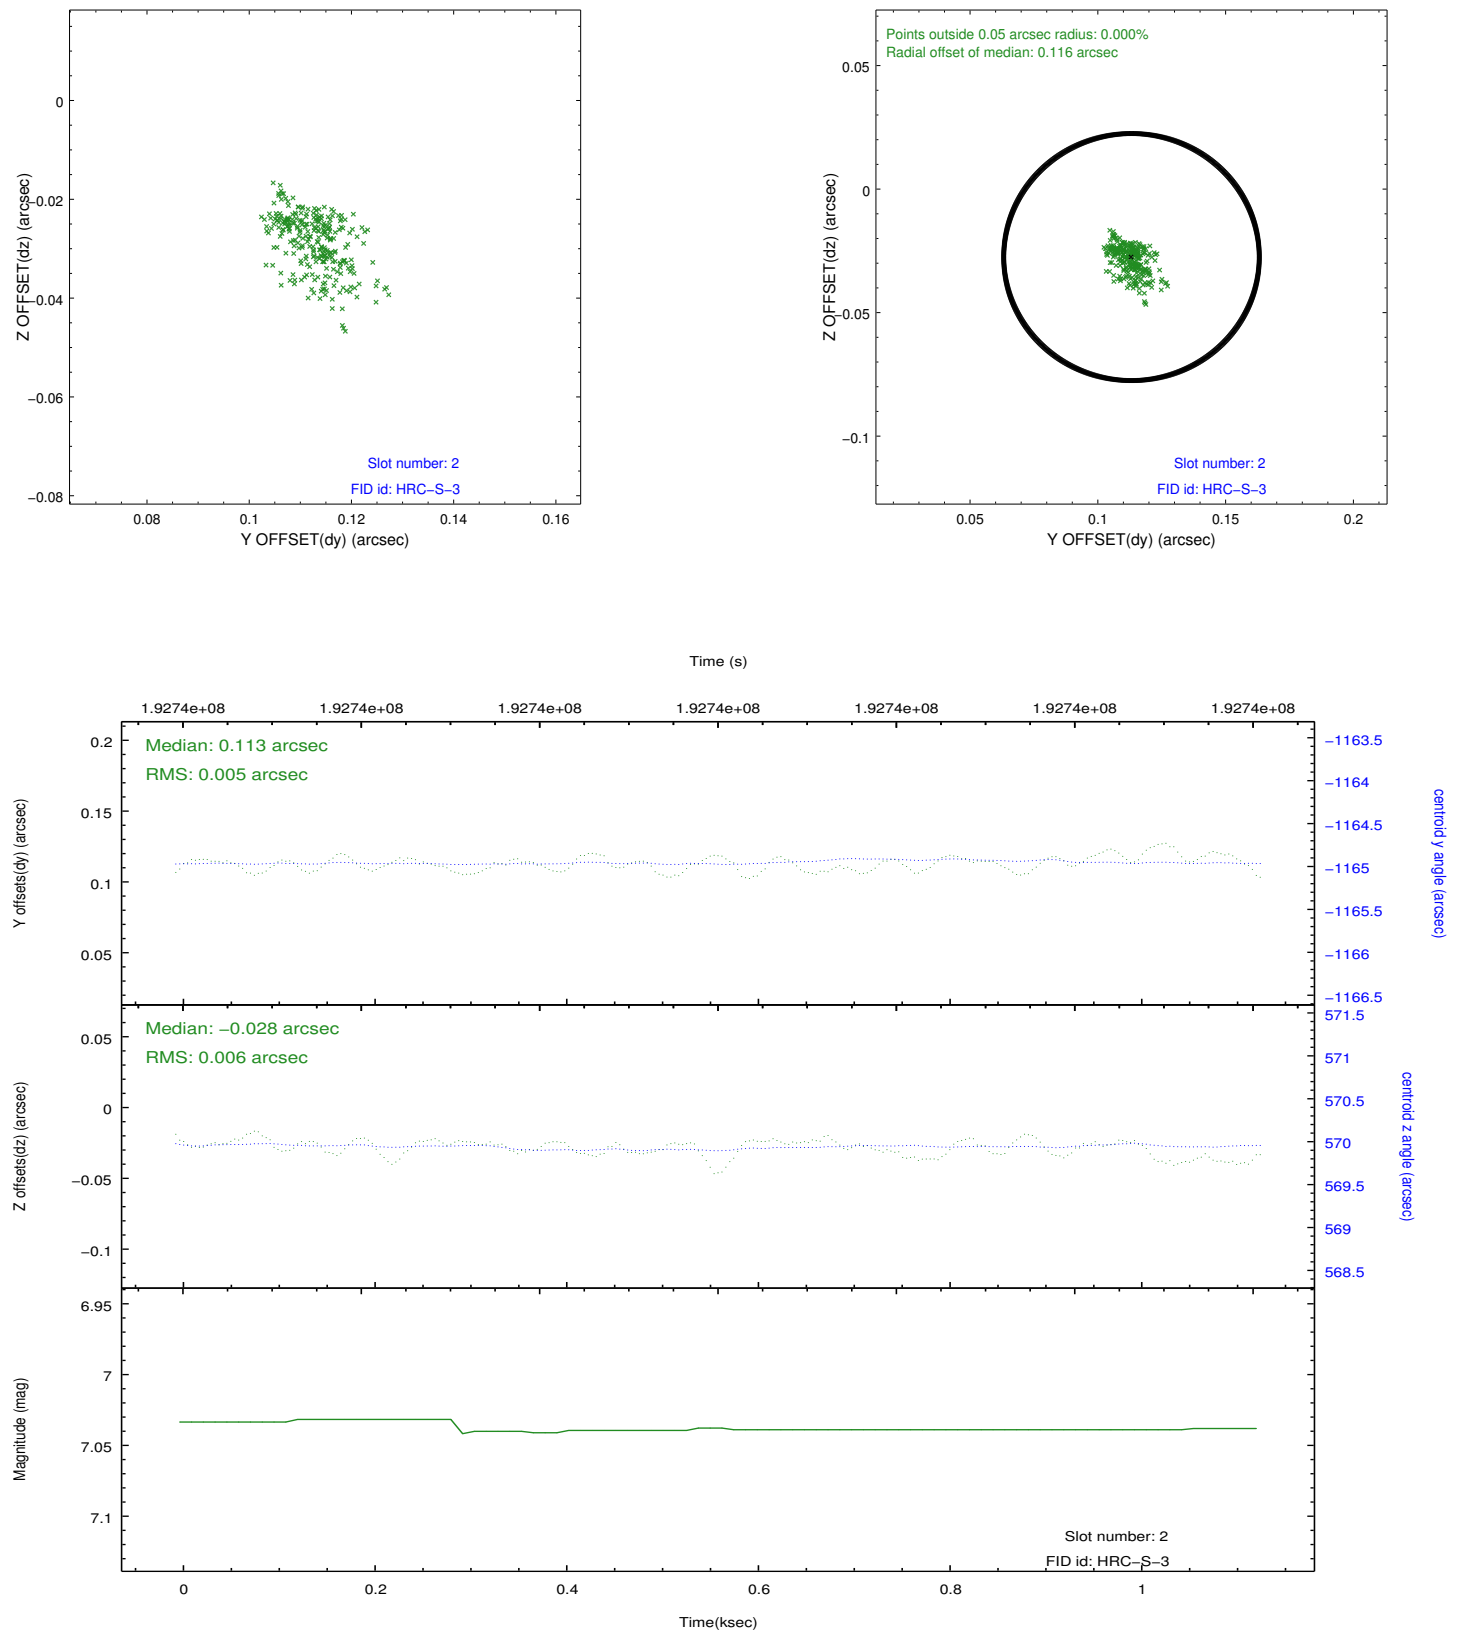 0
−0.02
−0.04
−0.06
−0.08
Z OFFSET(dz) (arcsec)
0.08
0.1
0.12
0.14
0.16
Y OFFSET(dy) (arcsec)
Slot number: 2
FID id: HRC−S−3
Points outside 0.05 arcsec radius: 0.000%
Radial offset of median: 0.116 arcsec
0.05
0
−0.05
−0.1
Z OFFSET(dz) (arcsec)
0.05
0.1
0.15
0.2
Y OFFSET(dy) (arcsec)
Slot number: 2
FID id: HRC−S−3
Time (s)
1.9274e+08
1.9274e+08
1.9274e+08
1.9274e+08
1.9274e+08
1.9274e+08
1.9274e+08
Median: 0.113 arcsec
RMS: 0.005 arcsec
0.2
0.15
0.1
0.05
Y offsets(dy) (arcsec)
−1163.5
−1164
−1164.5
−1165
−1165.5
−1166
−1166.5
centroid y angle (arcsec)
Median: −0.028 arcsec
RMS: 0.006 arcsec
0.05
0
−0.05
−0.1
Z offsets(dz) (arcsec)
571.5
571
570.5
570
569.5
569
568.5
centroid z angle (arcsec)
6.95
7
7.05
7.1
Magnitude (mag)
Slot number: 2
FID id: HRC−S−3
0
0.2
0.4
0.6
0.8
1
Time(ksec)